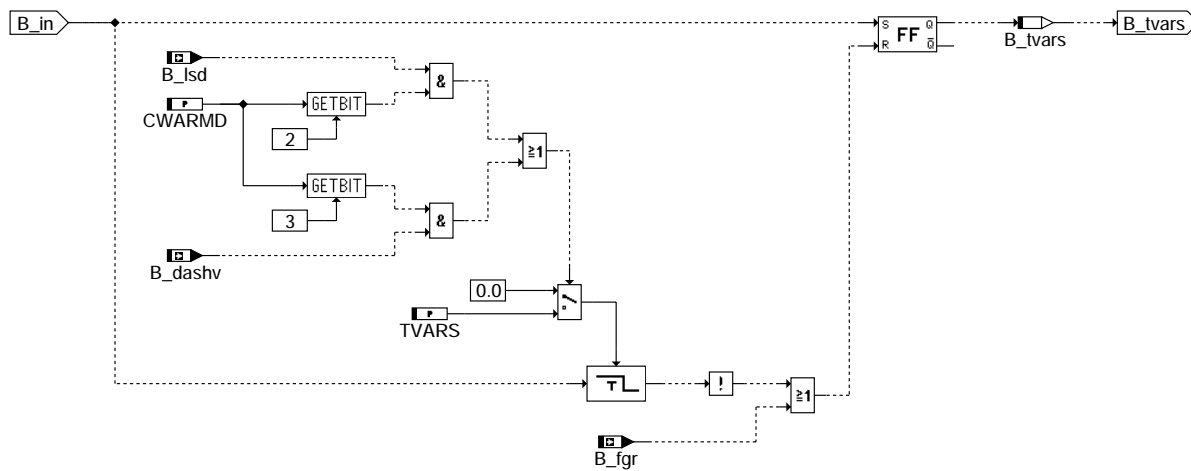 B_in
S Q
FF
R Q̅
B_tvars
B_tvars
B_lsd
P
CWARMD
GETBIT
2
&
≥1
GETBIT
3
&
B_dashv
0.0
P
TVARS
T
!
≥1
B_fgr